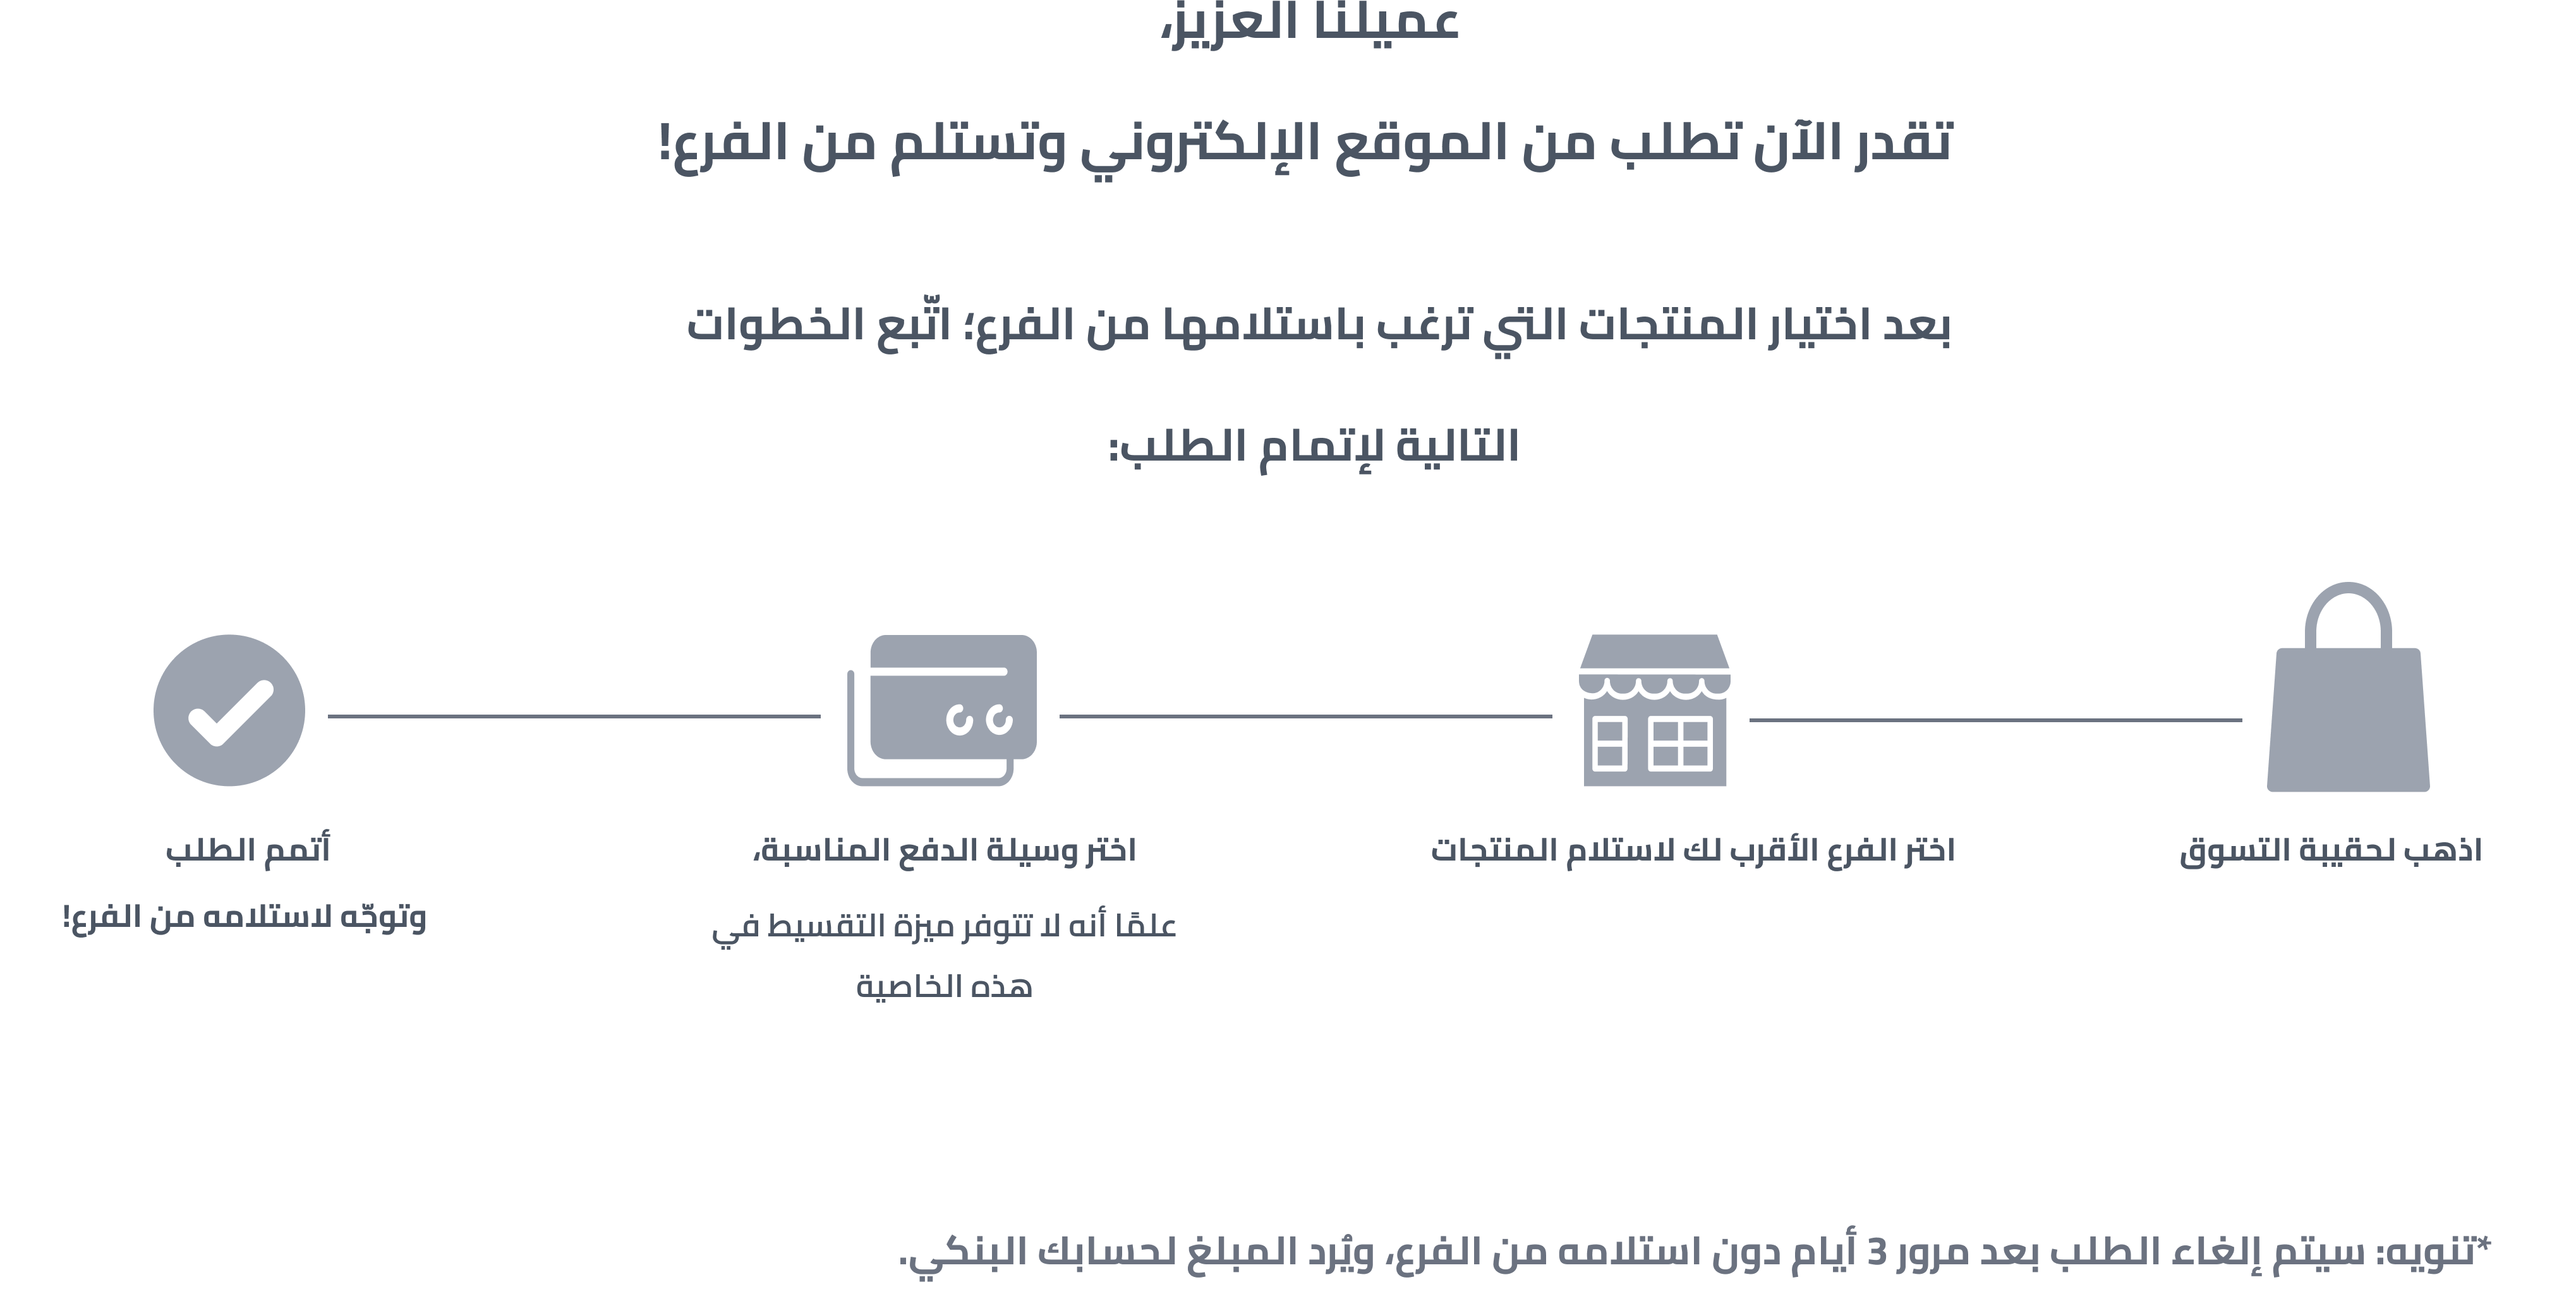 عميلنا العزيز،
تقدر الآن تطلب من الموقع الإلكتروني وتستلم من الفرع!
بعد اختيار المنتجات التي ترغب باستلامها من الفرع؛ اتّبع الخطوات
التالية لإتمام الطلب:
اذهب لحقيبة التسوق
اختر الفرع الأقرب لك لاستلام المنتجات
اختر وسيلة الدفع المناسبة،
علمًا أنه لا تتوفر ميزة التقسيط في
هذه الخاصية
أتمم الطلب
وتوجّه لاستلامه من الفرع!
*تنويه: سيتم إلغاء الطلب بعد مرور 3 أيام دون استلامه من الفرع، ويُرد المبلغ لحسابك البنكي.